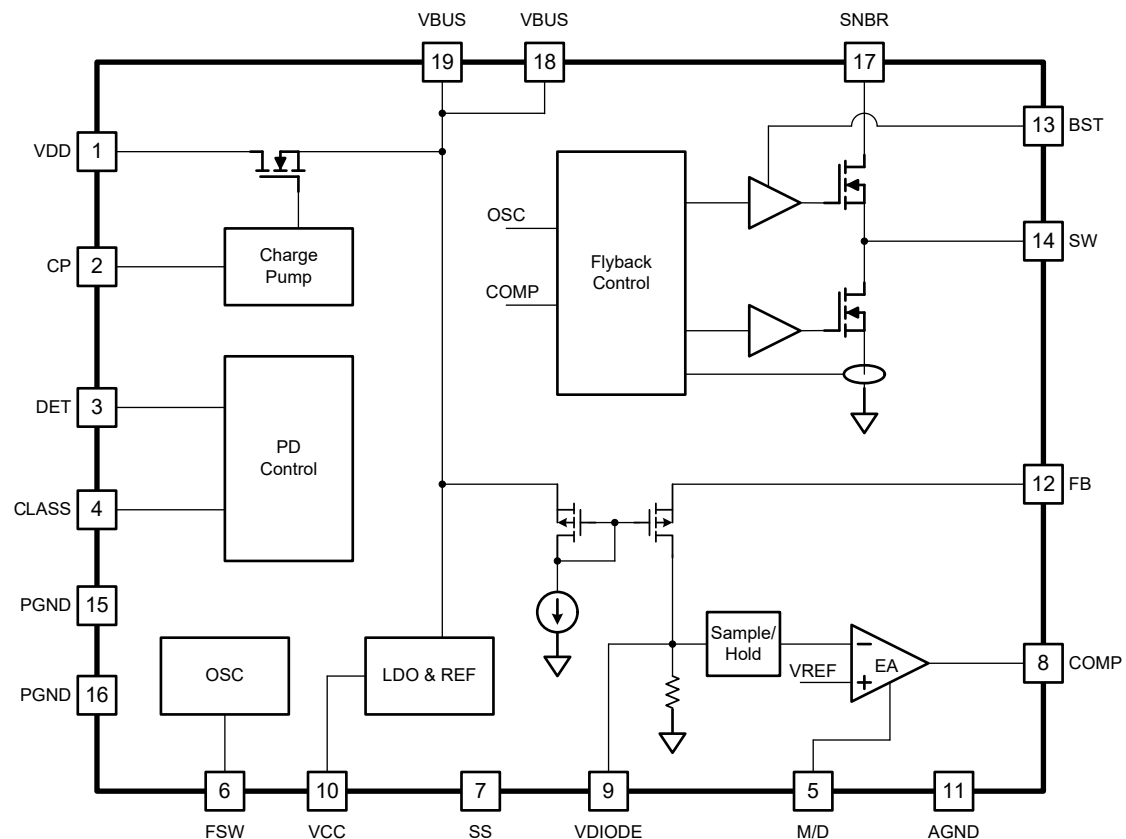 VBUS
VBUS
SNBR
19
18
17
VDD
1
13
BST
CP
2
Charge
Pump
OSC
COMP
Flyback
Control
14
SW
DET
3
CLASS
4
PD
Control
12
FB
PGND
15
PGND
16
OSC
LDO & REF
Sample/
Hold
VREF
−
+
EA
8
COMP
6
10
7
9
5
11
FSW
VCC
SS
VDIODE
M/D
AGND